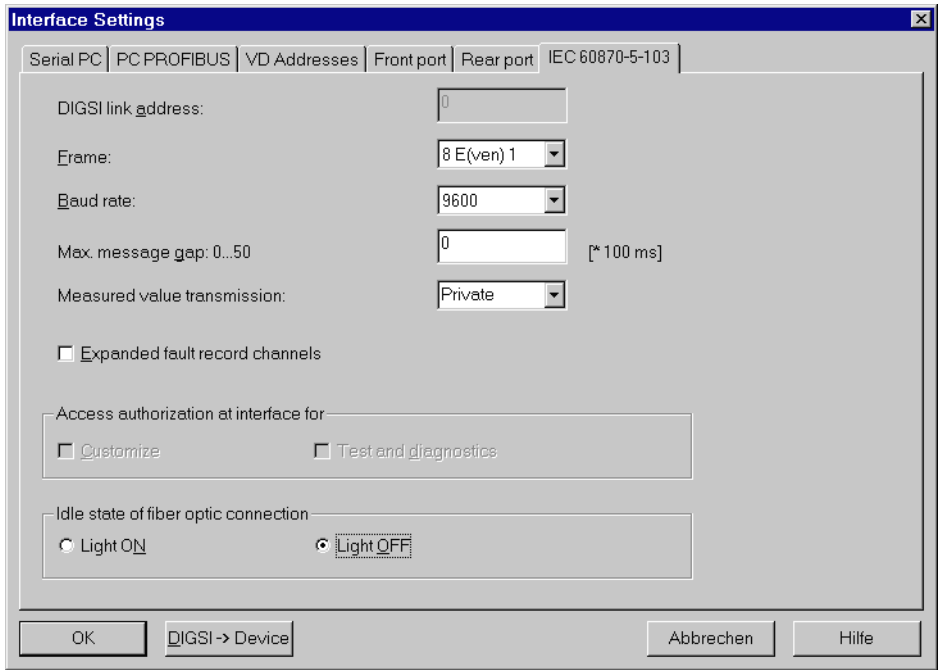 Interface Settings
Serial PC PC PROFIBUS VD Addresses Front port Rear port IEC 60870-5-103
DIGSI link address: 0
Frame: 8 E(ven) 1
Baud rate: 9600
Max. message gap: 0...50 0 [* 100 ms]
Measured value transmission: Private
Expanded fault record channels
Access authorization at interface for
Customize Test and diagnostics
Idle state of fiber optic connection
Light ON Light OFF
OK DIGSI -> Device Abbrechen Hilfe